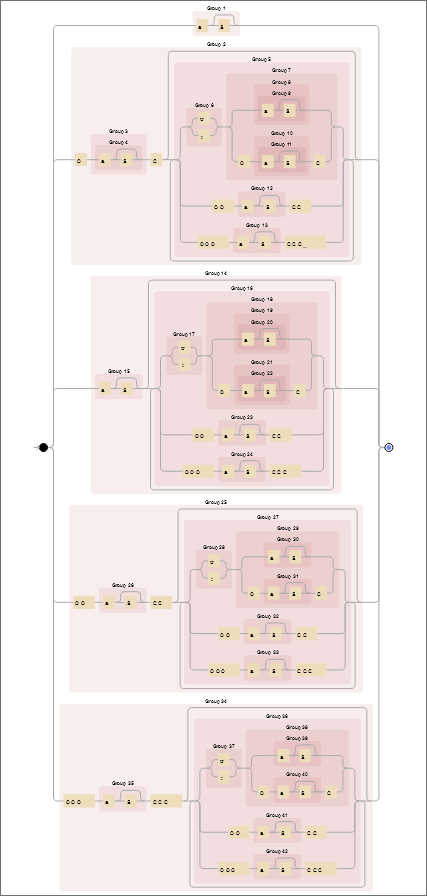 Group 1
a S
Group 2
Group 5
Group 7
Group 8
Group 9
Group 6
a S
Group 3
Group 4
Group 10
Group 11
C a S C
C a S C
Group 12
C C a S C C
Group 13
C C C a S C C C _
Group 14
Group 16
Group 18
Group 19
Group 20
Group 17
a S
Group 15
Group 21
Group 22
a S
C a S C
Group 23
C C a S C C
Group 24
C C C a S C C C
Group 25
Group 27
Group 29
Group 30
Group 28
a S
Group 26
Group 31
C a S C
C C a S C C
Group 32
C C a S C C
Group 33
C C C a S C C C
Group 34
Group 36
Group 38
Group 39
Group 37
a S
Group 35
Group 40
C a S C
C C C a S C C C
Group 41
C C a S C C
Group 42
C C C a S C C C